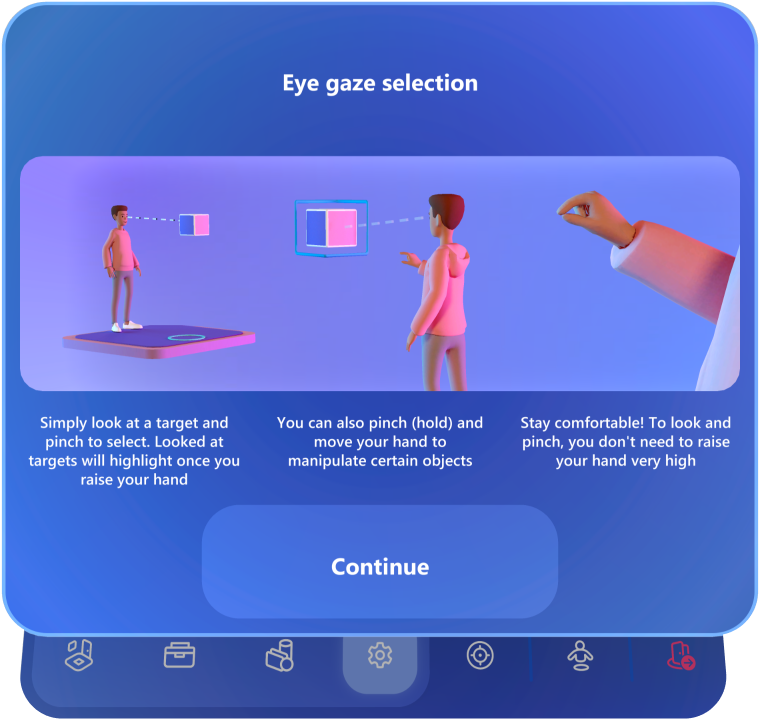 Eye gaze selection
Simply look at a target and
pinch to select. Looked at
targets will highlight once you
raise your hand
You can also pinch (hold) and
move your hand to
manipulate certain objects
Stay comfortable! To look and
pinch, you don't need to raise
your hand very high
Continue